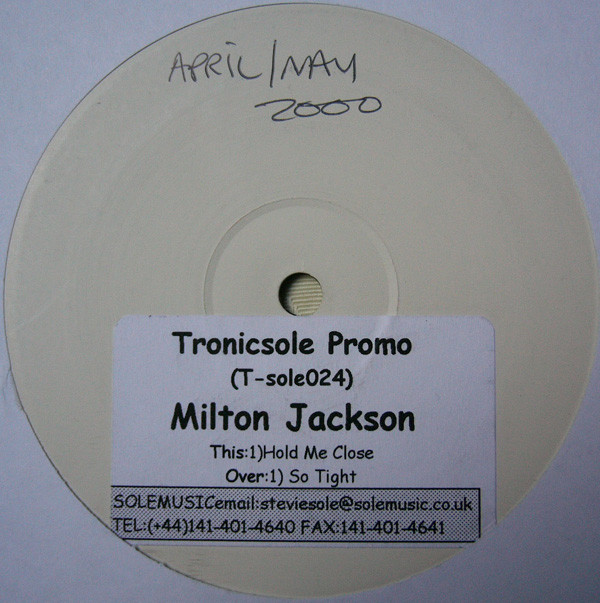 APRIL/MAY
2000
Tronicsole Promo
(T-sole024)
Milton Jackson
This:1)Hold Me Close
Over:1) So Tight
SOLEMUSICemail:steviesole@solemusic.co.uk
TEL:(+44)141-401-4640 FAX:141-401-4641